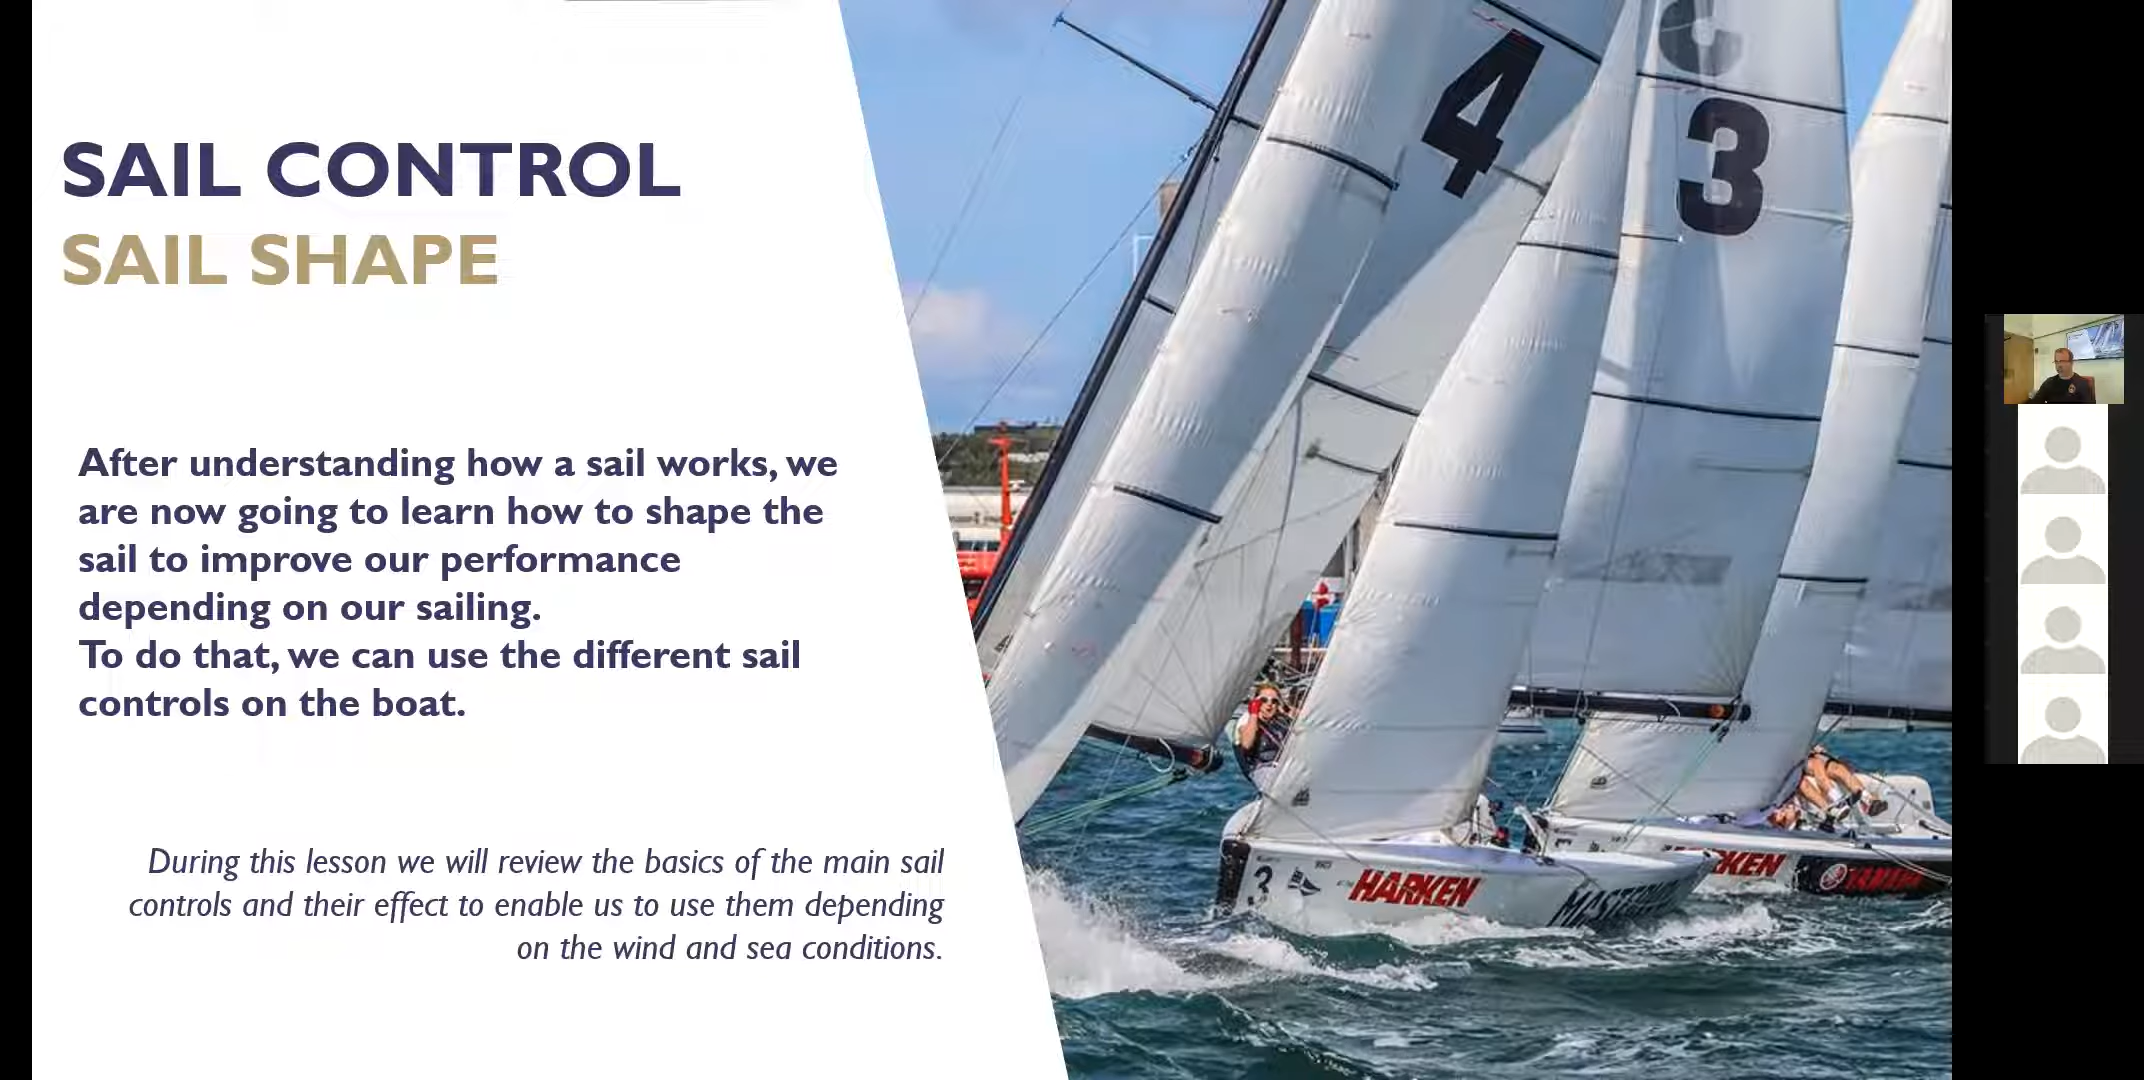 SAIL CONTROL
SAIL SHAPE
After understanding how a sail works, we
are now going to learn how to shape the
sail to improve our performance
depending on our sailing.
To do that, we can use the different sail
controls on the boat.
During this lesson we will review the basics of the main sail
controls and their effect to enable us to use them depending
on the wind and sea conditions.
4
3
3
HARKEN
YAMAHA